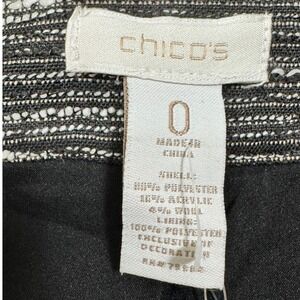 chico's
0
MADE IN
CHINA
SHELL:
80% POLYESTER
16% ACRYLIC
4% WOOL
LINING:
100% POLYESTER
EXCLUSIVE OF
DECORATION